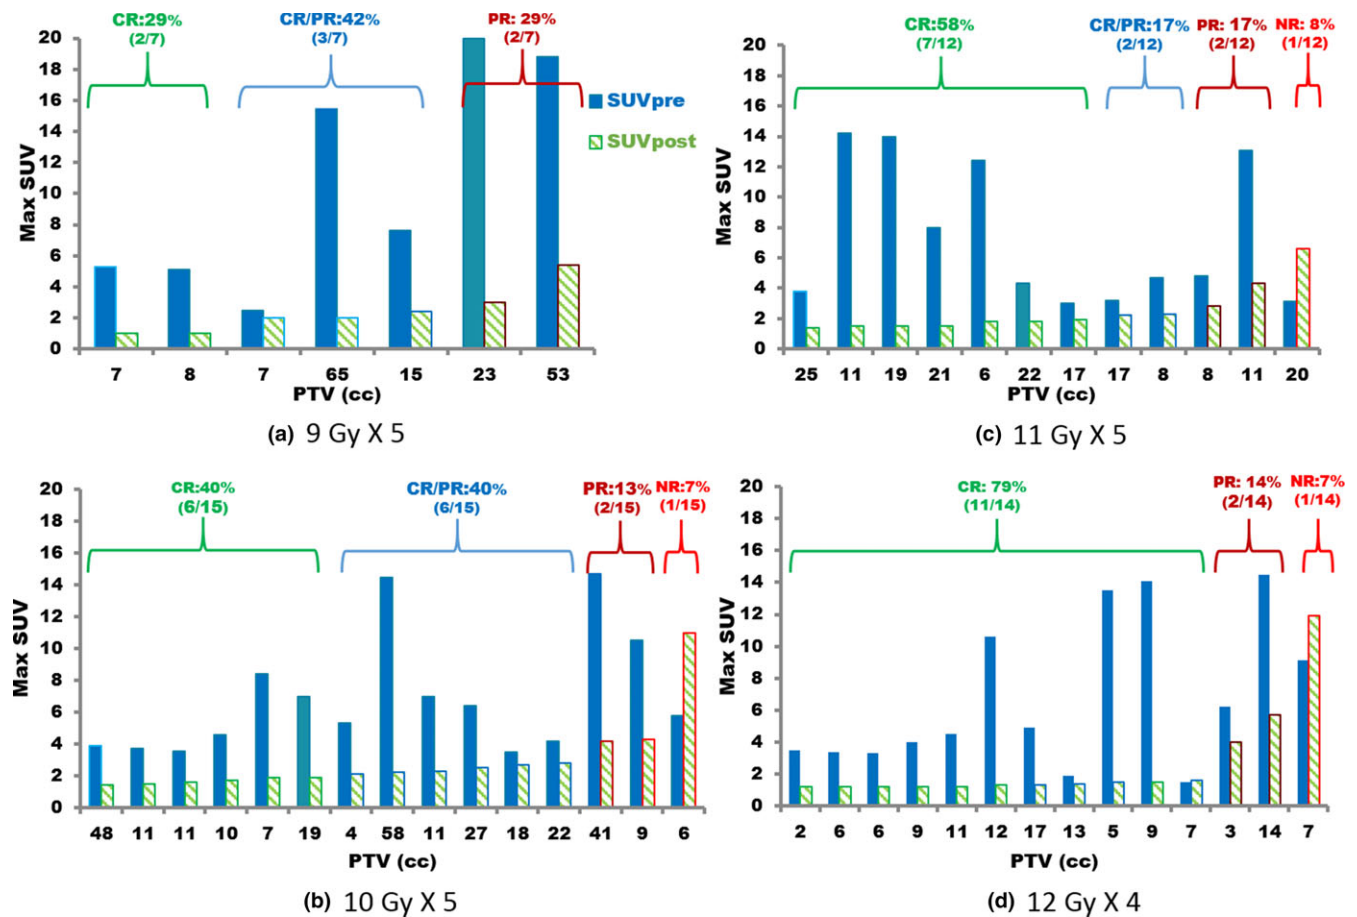 CR:29%
(2/7)
CR/PR:42%
(3/7)
PR: 29%
(2/7)
SUVpre
SUVpost
Max SUV
20
18
16
14
12
10
8
6
4
2
0
7 8 7 65 15 23 53
PTV (cc)
(a) 9 Gy X 5
CR:58%
(7/12)
CR/PR:17%
(2/12)
PR: 17%
(2/12)
NR: 8%
(1/12)
Max SUV
20
18
16
14
12
10
8
6
4
2
0
25 11 19 21 6 22 17 17 8 8 11 20
PTV (cc)
(c) 11 Gy X 5
CR:40%
(6/15)
CR/PR:40%
(6/15)
PR:13%
(2/15)
NR:7%
(1/15)
Max SUV
20
18
16
14
12
10
8
6
4
2
0
48 11 11 10 7 19 4 58 11 27 18 22 41 9 6
PTV (cc)
(b) 10 Gy X 5
CR: 79%
(11/14)
PR: 14%
(2/14)
NR:7%
(1/14)
Max SUV
20
18
16
14
12
10
8
6
4
2
0
2 6 6 9 11 12 17 13 5 9 7 3 14 7
PTV (cc)
(d) 12 Gy X 4